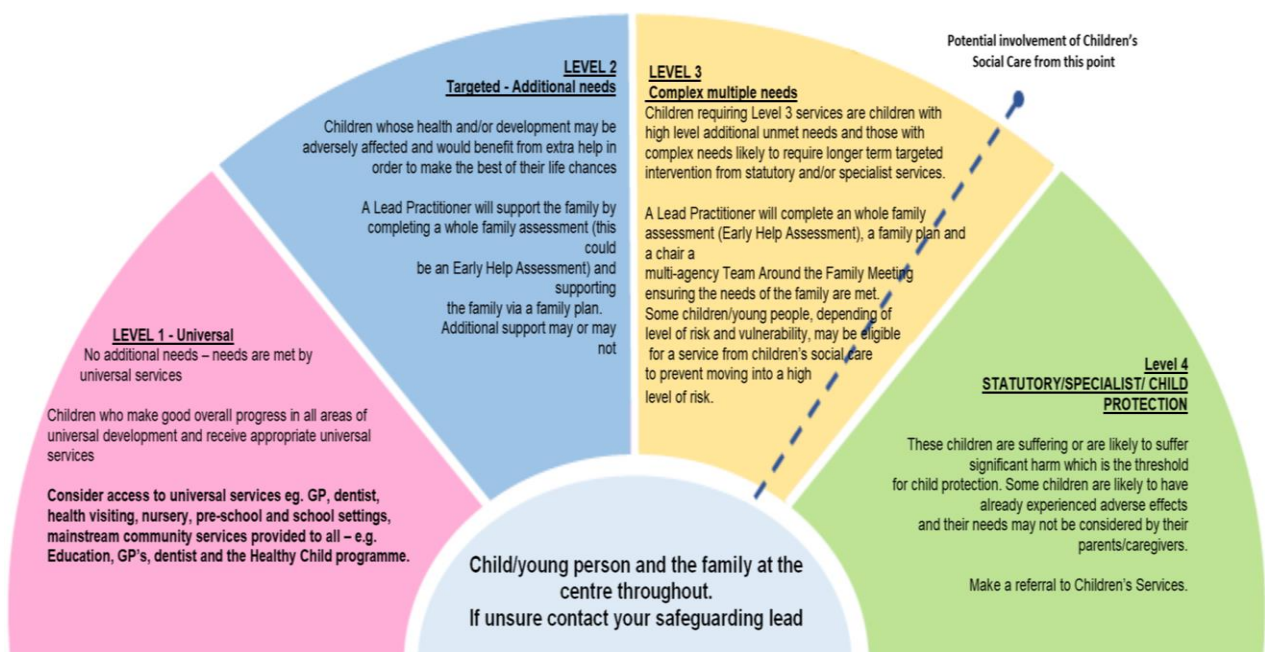 LEVEL 1 - Universal
No additional needs – needs are met by
universal services
Children who make good overall progress in all areas of
universal development and receive appropriate universal
services
Consider access to universal services eg. GP, dentist,
health visiting, nursery, pre-school and school settings,
mainstream community services provided to all – e.g.
Education, GP's, dentist and the Healthy Child programme.
LEVEL 2
Targeted - Additional needs
Children whose health and/or development may be
adversely affected and would benefit from extra help in
order to make the best of their life chances
A Lead Practitioner will support the family by
completing a whole family assessment (this
could
be an Early Help Assessment) and
supporting
the family via a family plan.
Additional support may or may
not
LEVEL 3
Complex multiple needs
Children requiring Level 3 services are children with
high level additional unmet needs and those with
complex needs likely to require longer term targeted
intervention from statutory and/or specialist services.
A Lead Practitioner will complete an whole family
assessment (Early Help Assessment), a family plan and
a chair a
multi-agency Team Around the Family Meeting
ensuring the needs of the family are met.
Some children/young people, depending of
level of risk and vulnerability, may be eligible
for a service from children's social care
to prevent moving into a high
level of risk.
Potential involvement of Children's
Social Care from this point
Level 4
STATUTORY/SPECIALIST/ CHILD
PROTECTION
These children are suffering or are likely to suffer
significant harm which is the threshold
for child protection. Some children are likely to have
already experienced adverse effects
and their needs may not be considered by their
parents/caregivers.
Make a referral to Children's Services.
Child/young person and the family at the
centre throughout.
If unsure contact your safeguarding lead